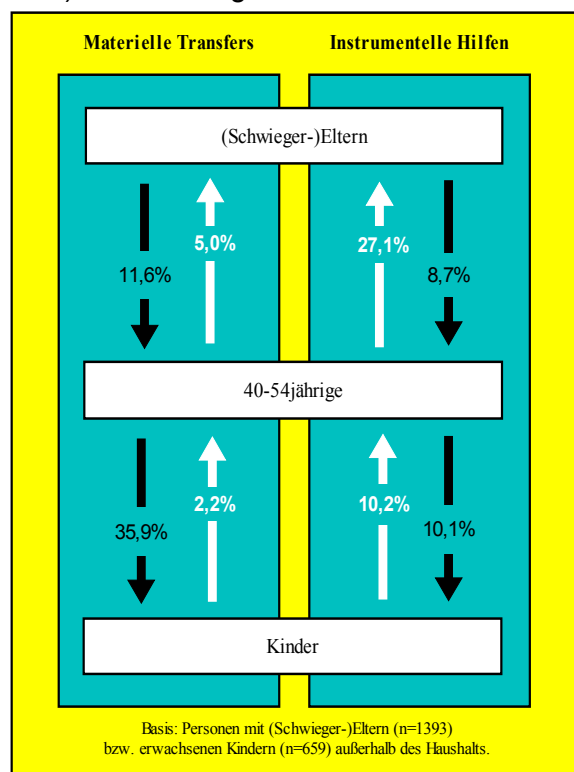 Materielle Transfers Instrumentelle Hilfen
(Schwieger-)Eltern
5,0% 27,1%
11,6% 8,7%
40-54jährige
2,2% 10,2%
35,9% 10,1%
Kinder
Basis: Personen mit (Schwieger-)Eltern (n=1393)
bzw. erwachsenen Kindern (n=659) außerhalb des Haushalts.